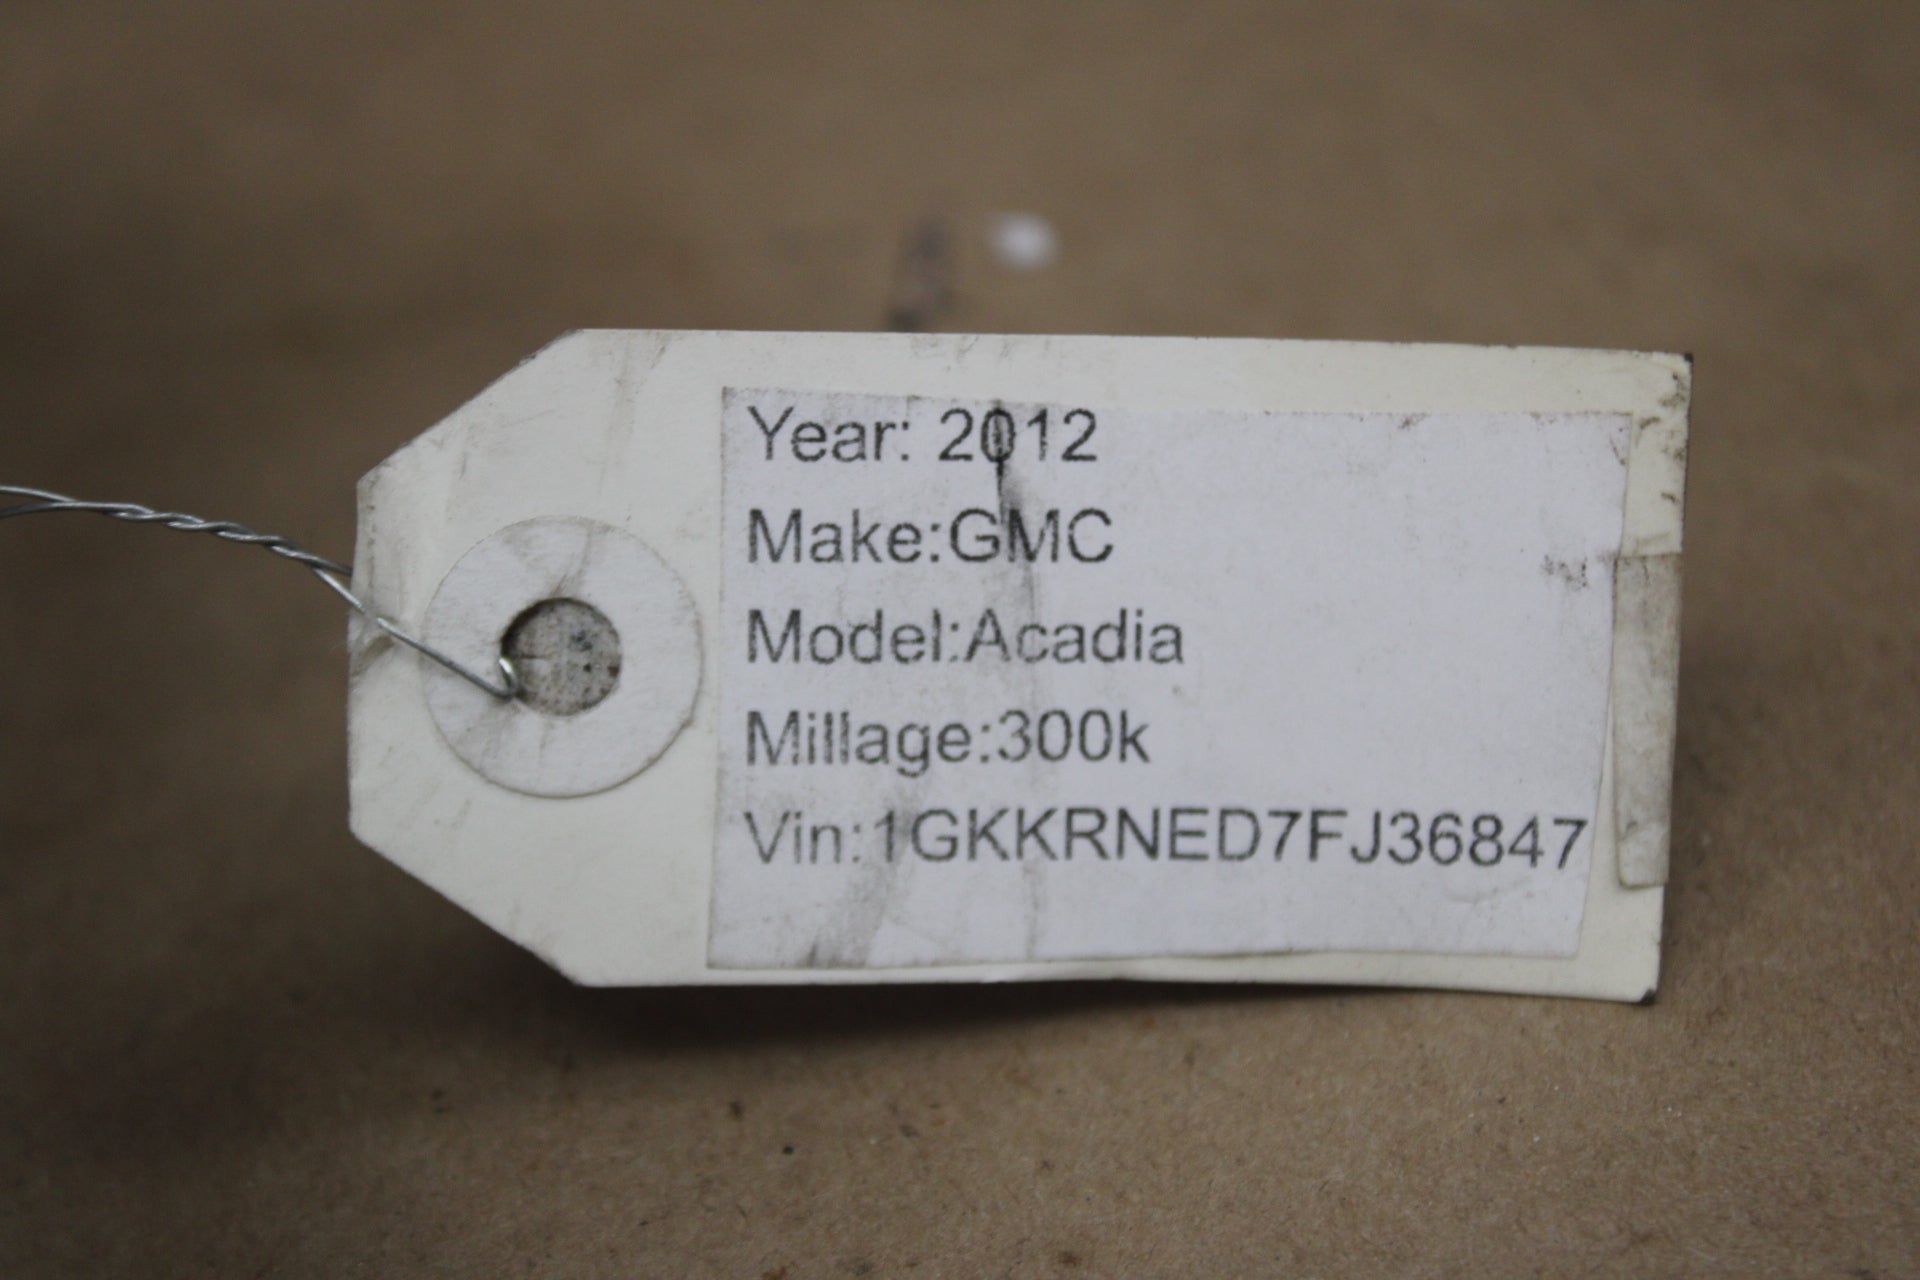 Year: 2012
Make:GMC
Model:Acadia
Millage:300k
Vin:1GKKRNED7FJ36847